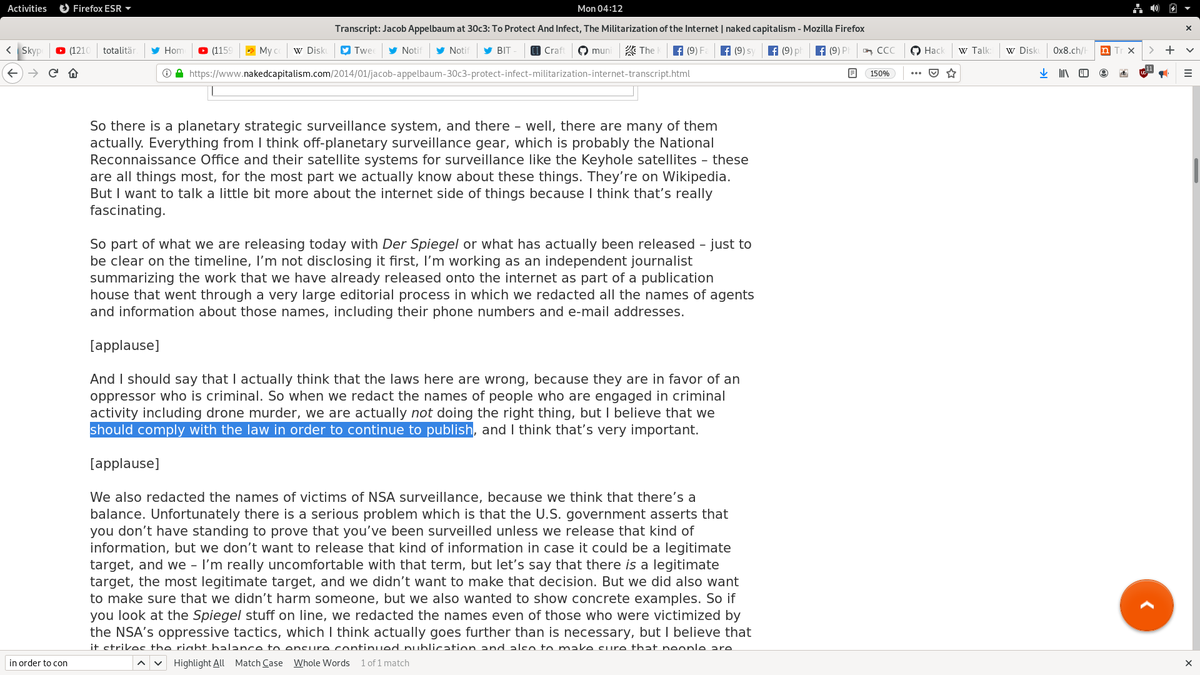 Activities Firefox ESR Mon 04:12
Transcript: Jacob Appelbaum at 30c3: To Protect And Infect, The Militarization of the Internet | naked capitalism - Mozilla Firefox
Skyp (1210 totalitär Hom (1159 My Disk Twe Notif Notif BIT - Craf mun The (9) F (9) sy (9) pl (9) Pl CCC Hack Talk: Disk 0x8.ch/ Tr
https://www.nakedcapitalism.com/2014/01/jacob-appelbaum-30c3-protect-infect-militarization-internet-transcript.html 150% 11
So there is a planetary strategic surveillance system, and there – well, there are many of them
actually. Everything from I think off-planetary surveillance gear, which is probably the National
Reconnaissance Office and their satellite systems for surveillance like the Keyhole satellites – these
are all things most, for the most part we actually know about these things. They’re on Wikipedia.
But I want to talk a little bit more about the internet side of things because I think that’s really
fascinating.
So part of what we are releasing today with Der Spiegel or what has actually been released – just to
be clear on the timeline, I’m not disclosing it first, I’m working as an independent journalist
summarizing the work that we have already released onto the internet as part of a publication
house that went through a very large editorial process in which we redacted all the names of agents
and information about those names, including their phone numbers and e-mail addresses.
[applause]
And I should say that I actually think that the laws here are wrong, because they are in favor of an
oppressor who is criminal. So when we redact the names of people who are engaged in criminal
activity including drone murder, we are actually not doing the right thing, but I believe that we
should comply with the law in order to continue to publish, and I think that’s very important.
[applause]
We also redacted the names of victims of NSA surveillance, because we think that there’s a
balance. Unfortunately there is a serious problem which is that the U.S. government asserts that
you don’t have standing to prove that you’ve been surveilled unless we release that kind of
information, but we don’t want to release that kind of information in case it could be a legitimate
target, and we – I’m really uncomfortable with that term, but let’s say that there is a legitimate
target, the most legitimate target, and we didn’t want to make that decision. But we did also want
to make sure that we didn’t harm someone, but we also wanted to show concrete examples. So if
you look at the Spiegel stuff on line, we redacted the names even of those who were victimized by
the NSA’s oppressive tactics, which I think actually goes further than is necessary, but I believe that
it strikes the right balance to ensure continued publication and also to make sure that people are
in order to con Highlight All Match Case Whole Words 1 of 1 match